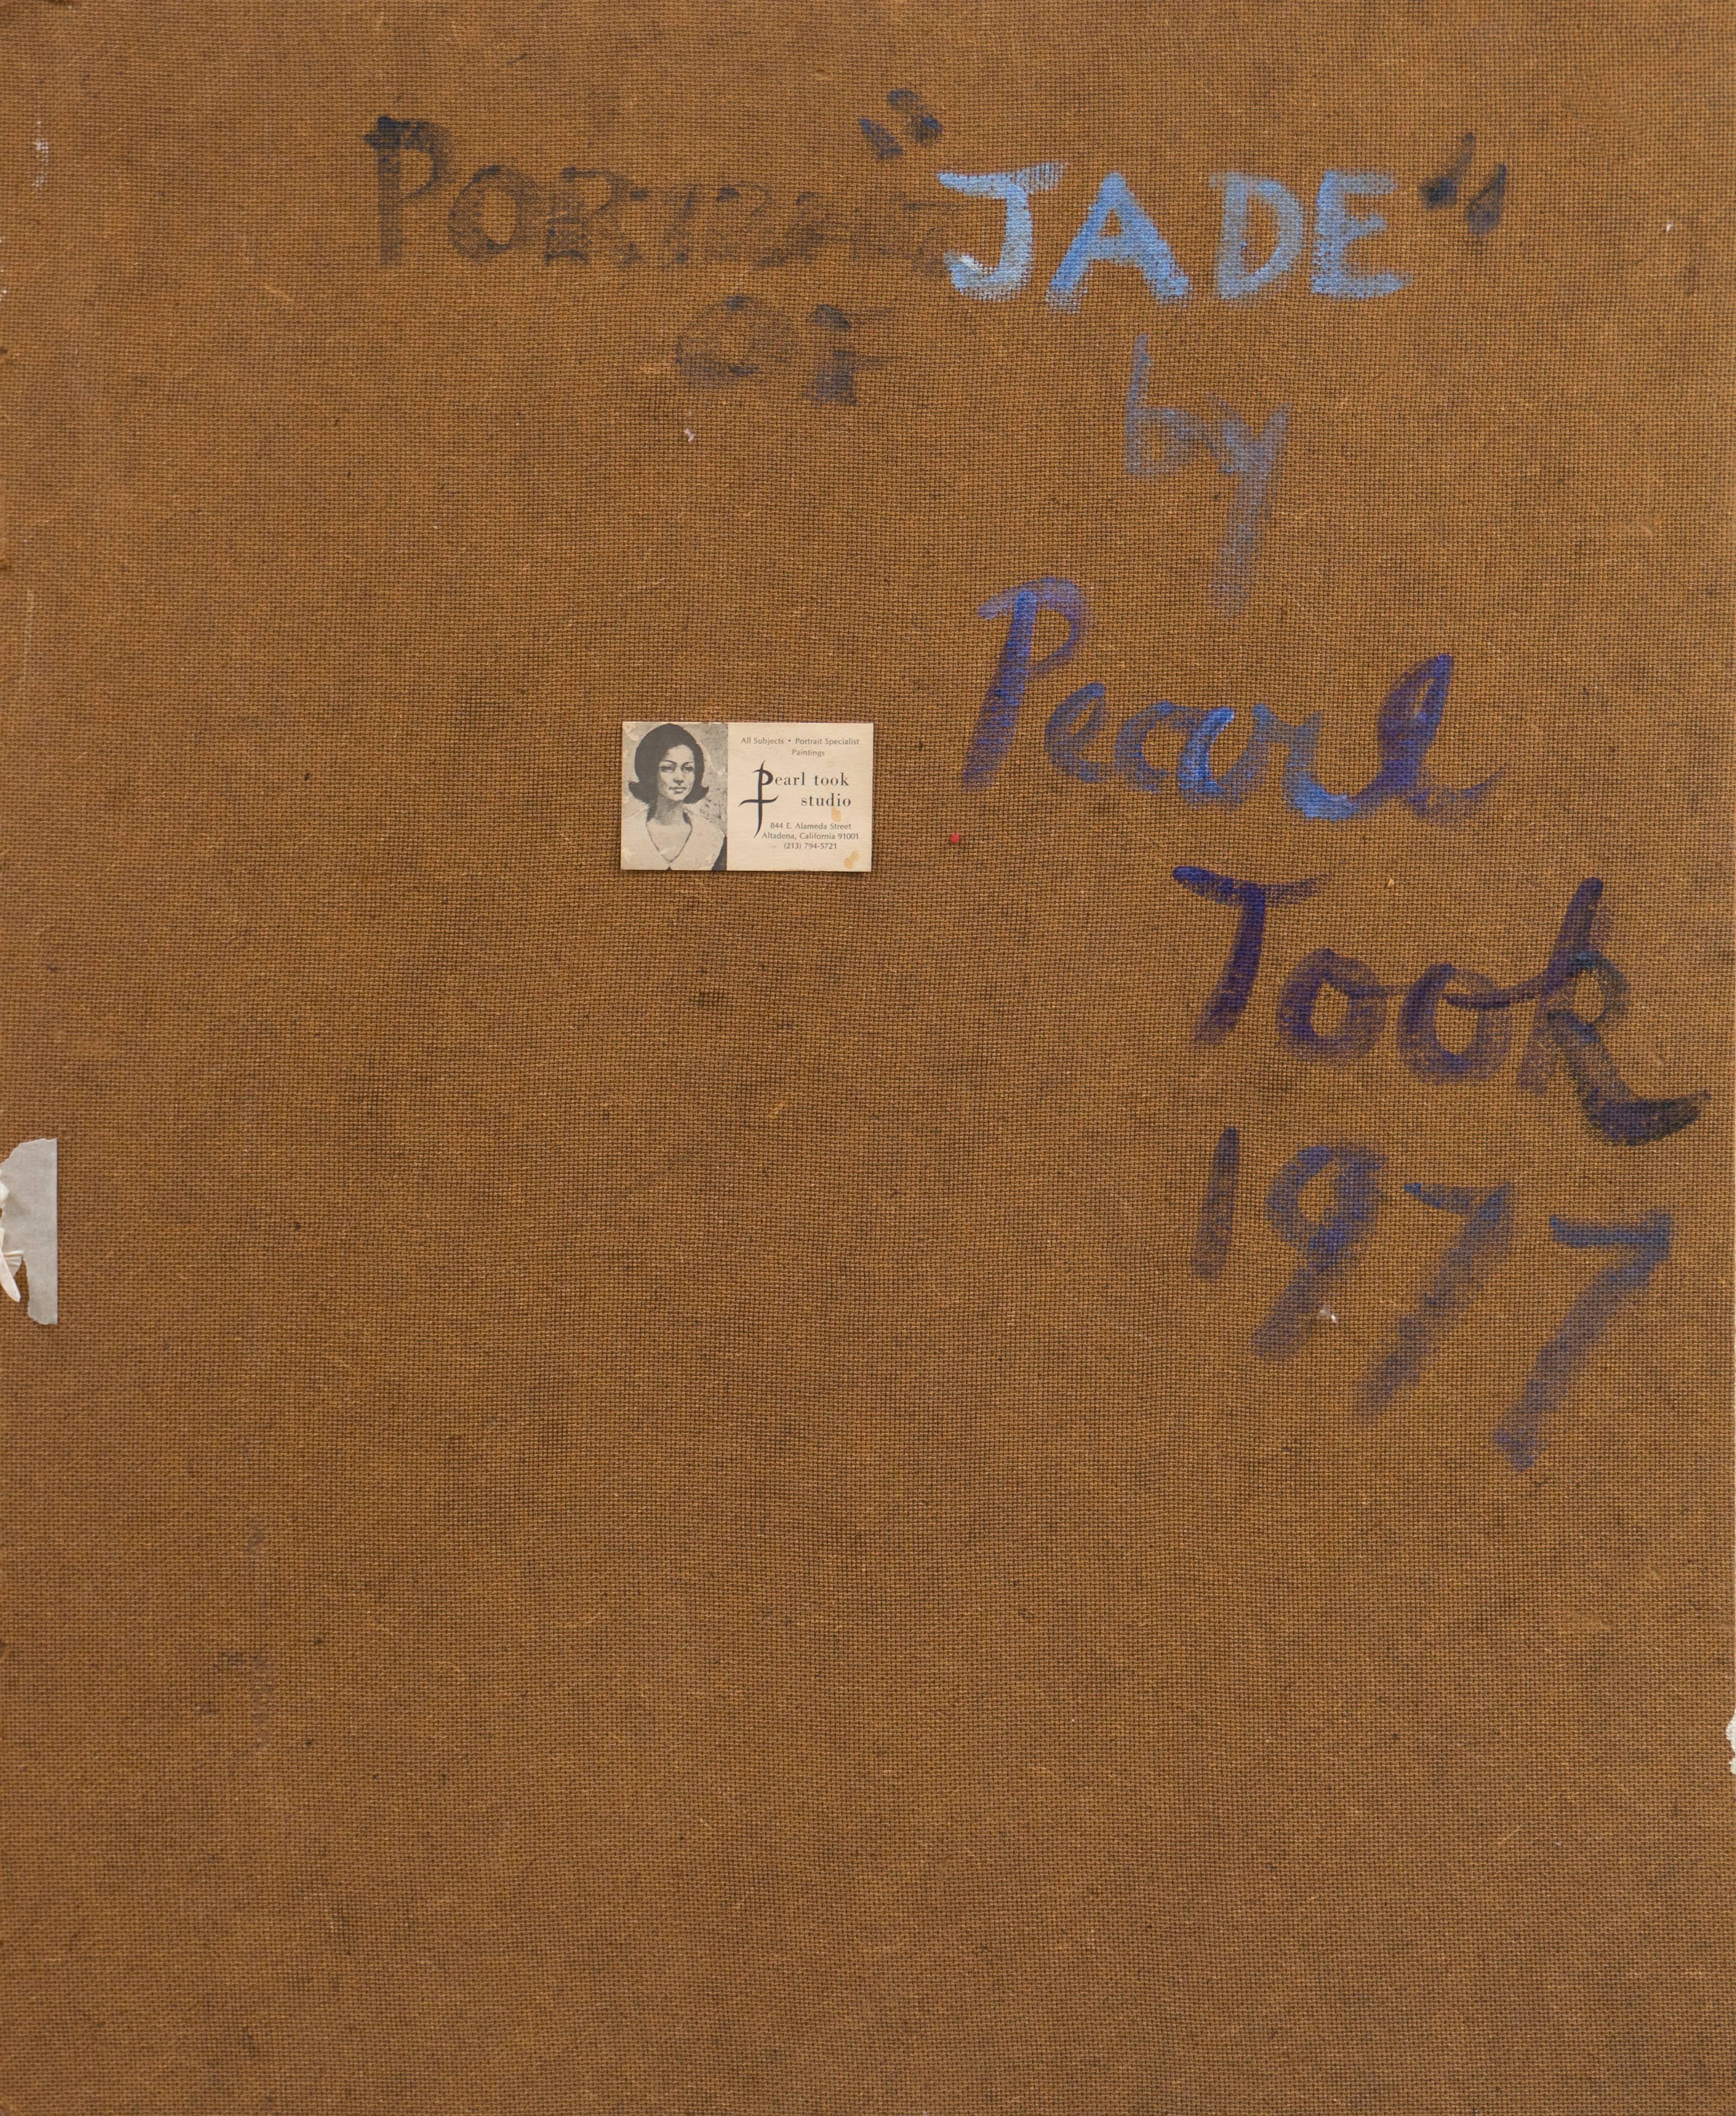 PORTRAIT "JADE"
OF
by
Pearl
Took
1977
All Subjects • Portrait Specialist
Paintings
Pearl took
studio
844 E. Alameda Street
Altadena, California 91001
(213) 794-5721